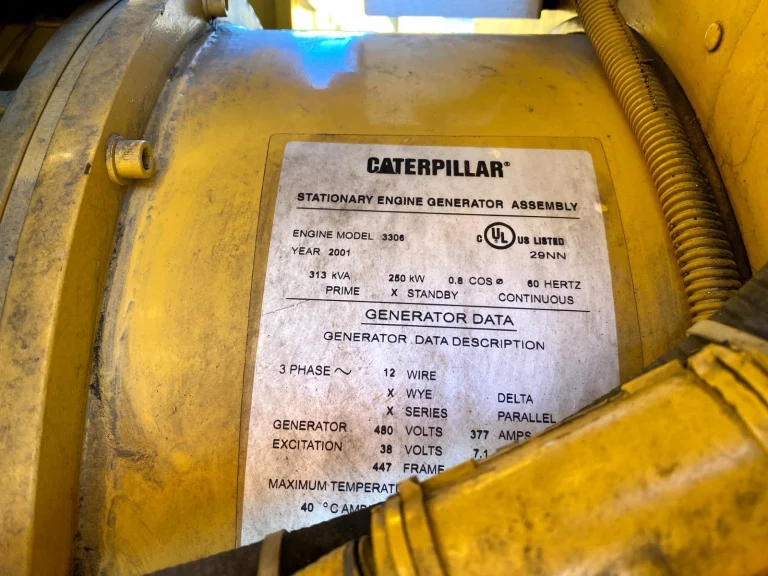 CATERPILLAR®
STATIONARY ENGINE GENERATOR ASSEMBLY
ENGINE MODEL 3306
C UL US LISTED
YEAR 2001
29NN
313 kVA 250 kW 0.8 COS ø 60 HERTZ
PRIME X STANDBY CONTINUOUS
GENERATOR DATA
GENERATOR DATA DESCRIPTION
3 PHASE ~ 12 WIRE
X WYE DELTA
X SERIES PARALLEL
GENERATOR 480 VOLTS 377 AMPS
EXCITATION 38 VOLTS 7.1
447 FRAME
MAXIMUM
40 °C